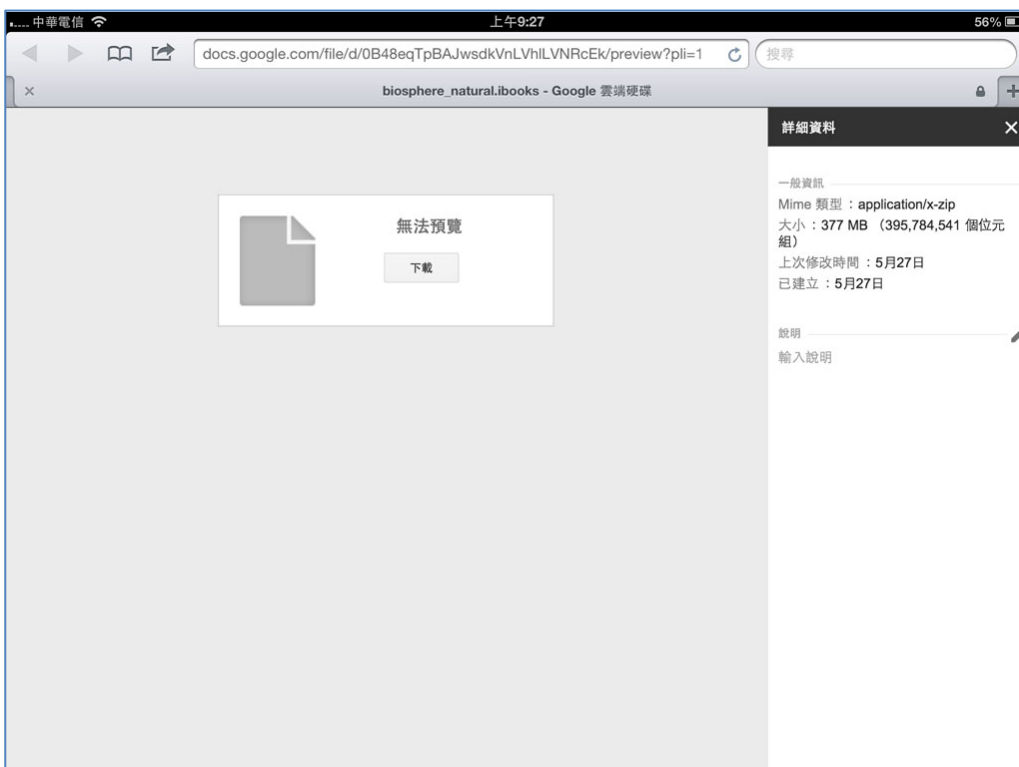 ..... 中華電信 上午9:27 56%
docs.google.com/file/d/0B48eqTpBAJwsdkVnLVhlLVNRcEk/preview?pli=1 搜尋
× biosphere_natural.ibooks - Google 雲端硬碟 +
詳細資料 ×
無法預覽
下載
一般資訊
Mime 類型：application/x-zip
大小：377 MB （395,784,541 個位元
組）
上次修改時間：5月27日
已建立：5月27日
說明
輸入說明